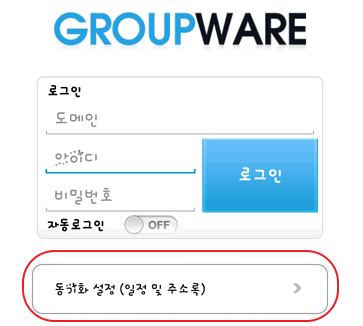 GROUPWARE
로그인
도메인
아이디
로그인
비밀번호
자동로그인 OFF
동기화 설정 (일정 및 주소록)